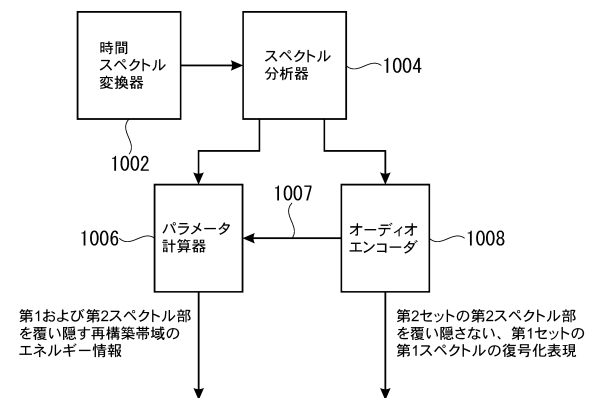 時間
スペクトル
変換器
スペクトル
分析器
1004
1002
1007
パラメータ
計算器
1006
オーディオ
エンコーダ
1008
第1および第2スペクトル部
を覆い隠す再構築帯域の
エネルギー情報
第2セットの第2スペクトル部
を覆い隠さない、第1セットの
第1スペクトルの復号化表現